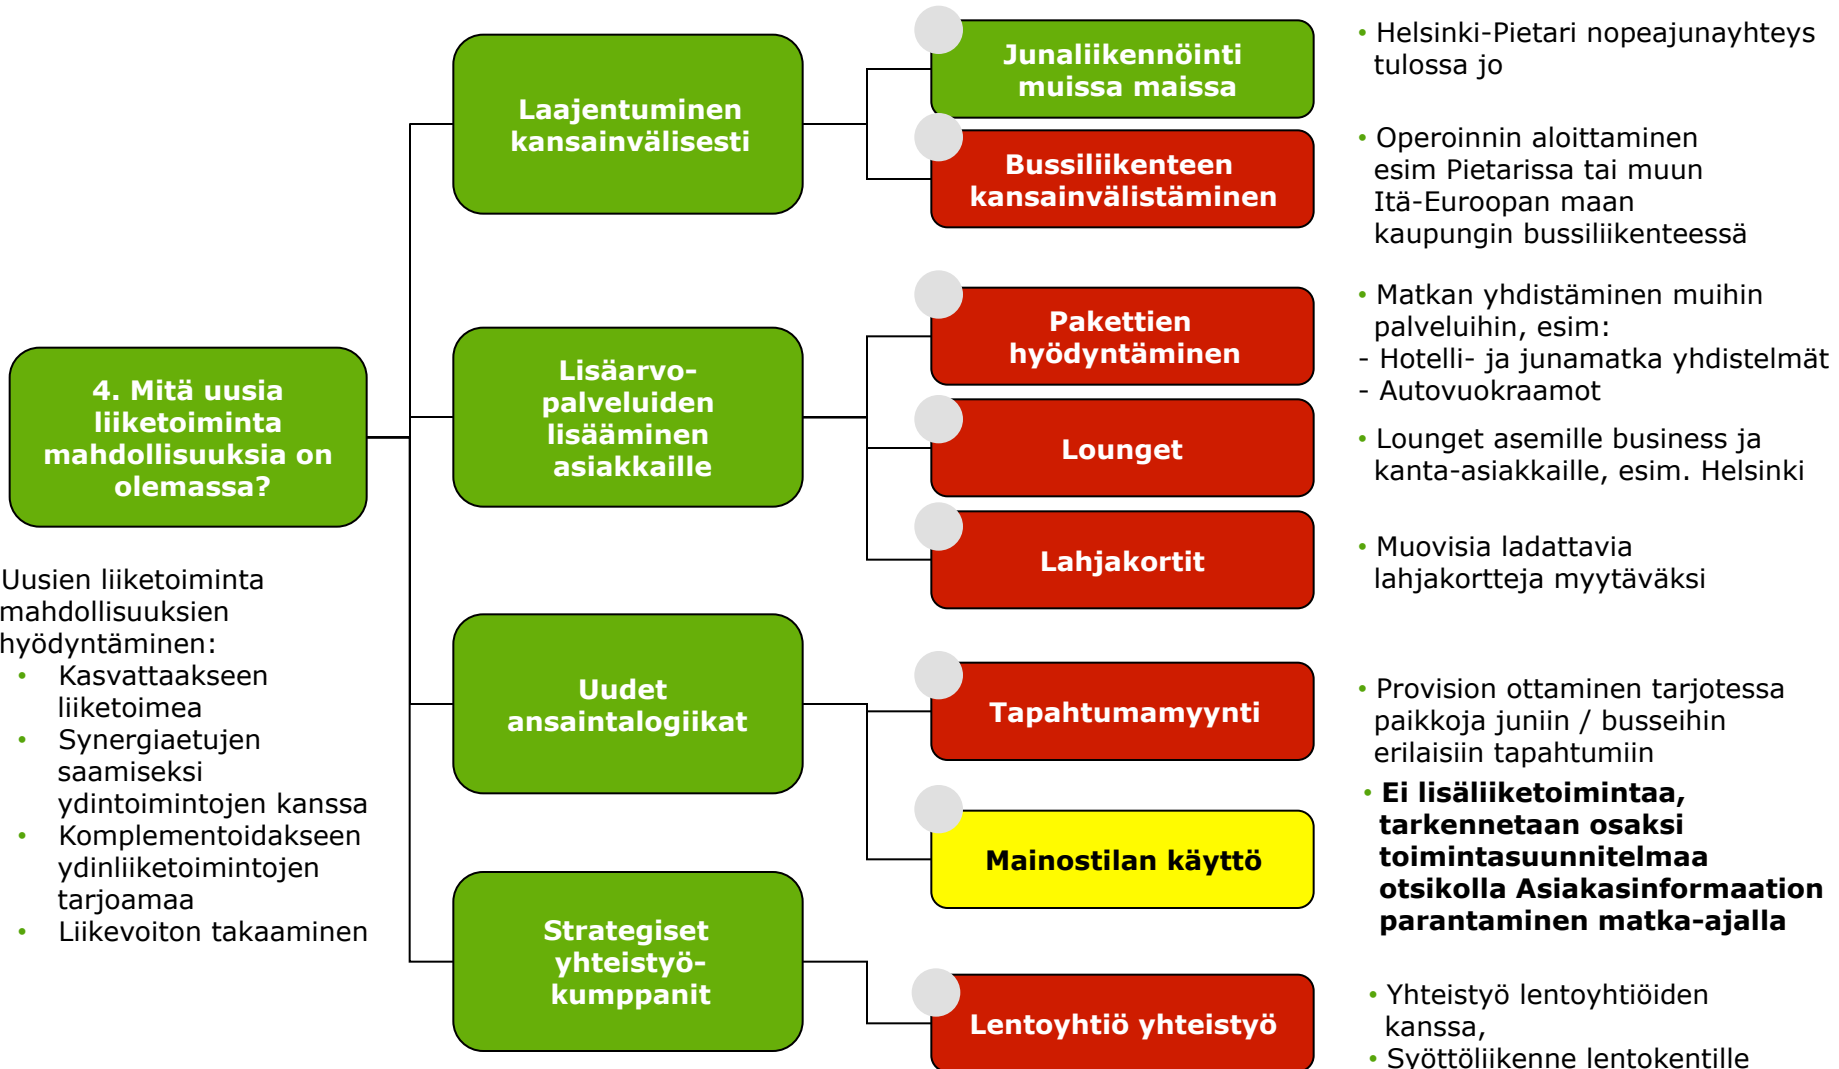 4. Mitä uusia
liiketoiminta
mahdollisuuksia on
olemassa?
Uusien liiketoiminta
mahdollisuuksien
hyödyntäminen:
• Kasvattaakseen
liiketoimea
• Synergiaetujen
saamiseksi
ydintoimintojen kanssa
• Komplementoidakseen
ydinliiketoimintojen
tarjoamaa
• Liikevoiton takaaminen
Laajentuminen
kansainvälisesti
Junaliikennöinti
muissa maissa
• Helsinki-Pietari nopeajunayhteys
tulossa jo
Bussiliikenteen
kansainvälistäminen
• Operoinnin aloittaminen
esim Pietarissa tai muun
Itä-Euroopan maan
kaupungin bussiliikenteessä
Lisäarvo-
palveluiden
lisääminen
asiakkaille
Pakettien
hyödyntäminen
• Matkan yhdistäminen muihin
palveluihin, esim:
- Hotelli- ja junamatka yhdistelmät
- Autovuokraamot
Lounget
• Lounget asemille business ja
kanta-asiakkaille, esim. Helsinki
Lahjakortit
• Muovisia ladattavia
lahjakortteja myytäväksi
Uudet
ansaintalogiikat
Tapahtumamyynti
• Provision ottaminen tarjotessa
paikkoja juniin / busseihin
erilaisiin tapahtumiin
Mainostilan käyttö
• Ei lisäliiketoimintaa,
tarkennetaan osaksi
toimintasuunnitelmaa
otsikolla Asiakasinformaation
parantaminen matka-ajalla
Strategiset
yhteistyö-
kumppanit
Lentoyhtiö yhteistyö
• Yhteistyö lentoyhtiöiden
kanssa,
• Syöttöliikenne lentokentille